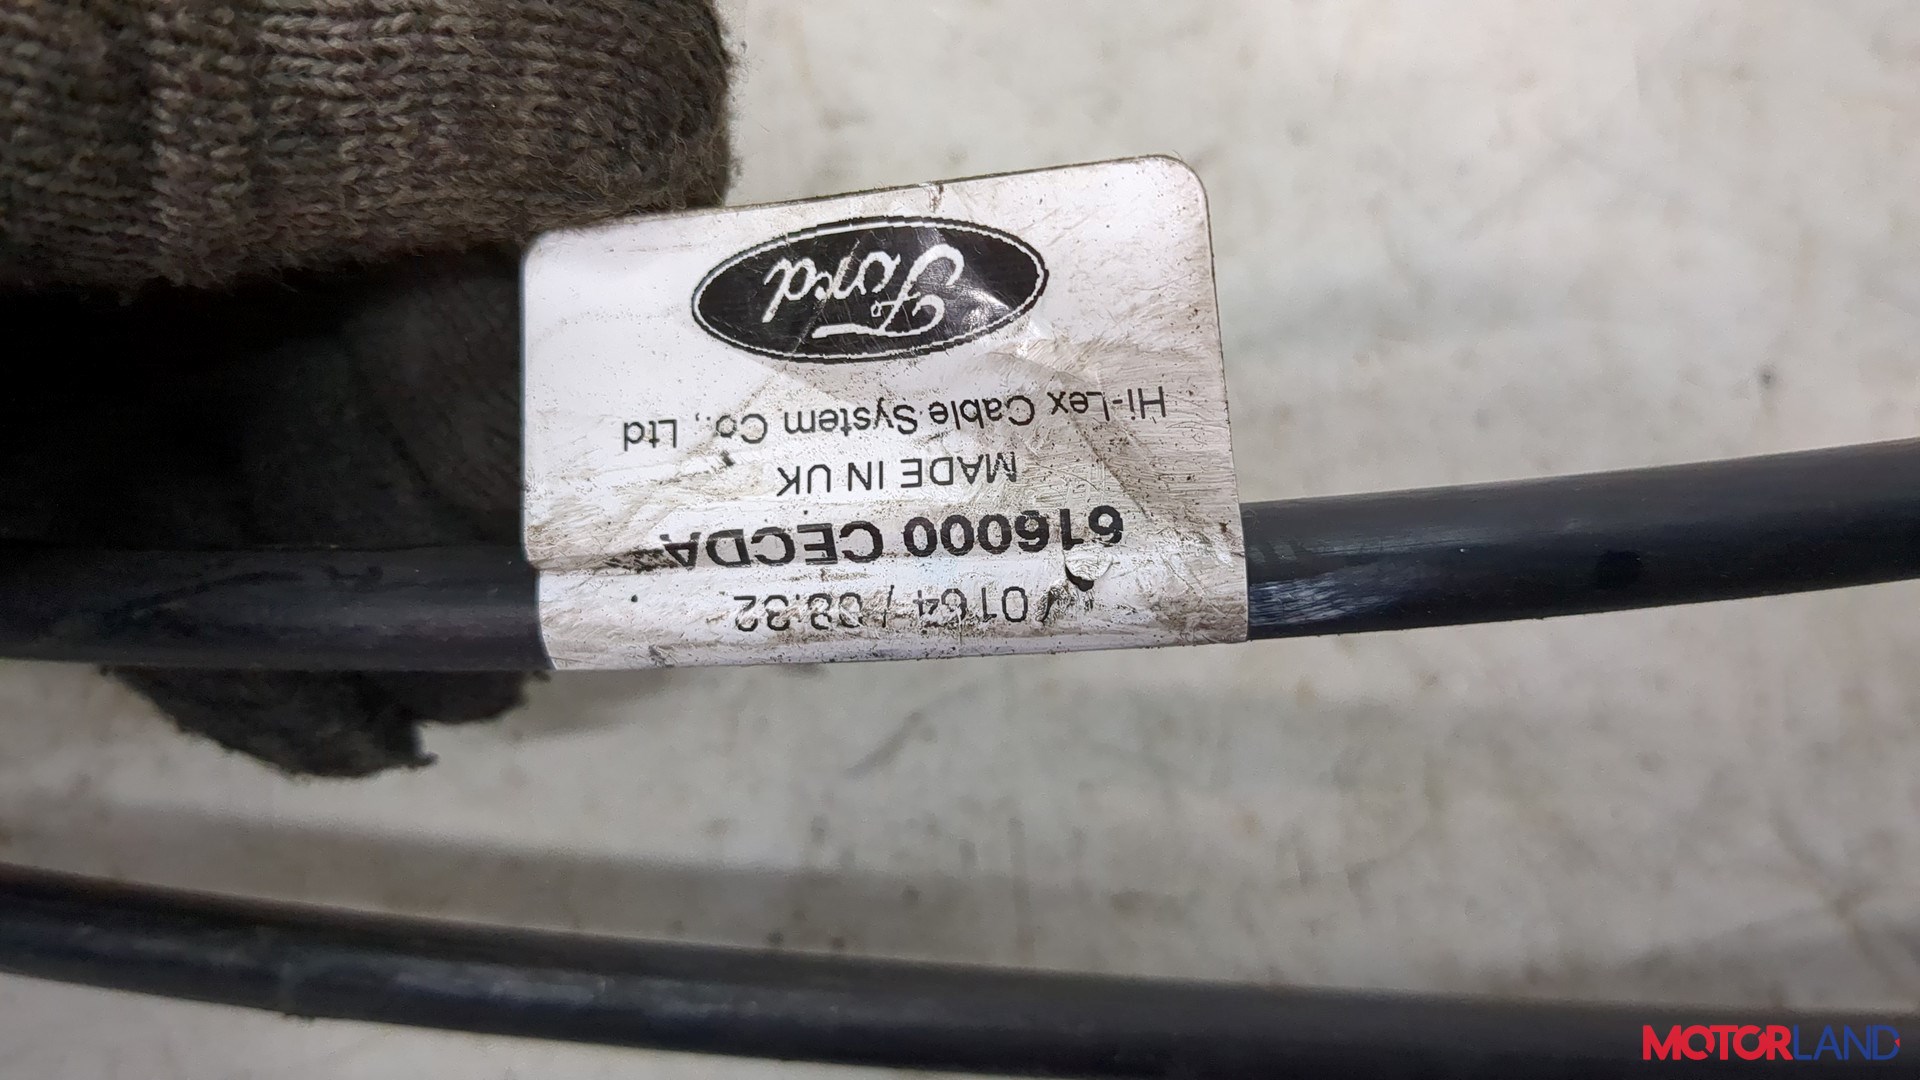 Ford
Hi-Lex Cable System Co., Ltd
MADE IN UK
616000 CECDA
/ 0164 / 08:32
MOTORLAND